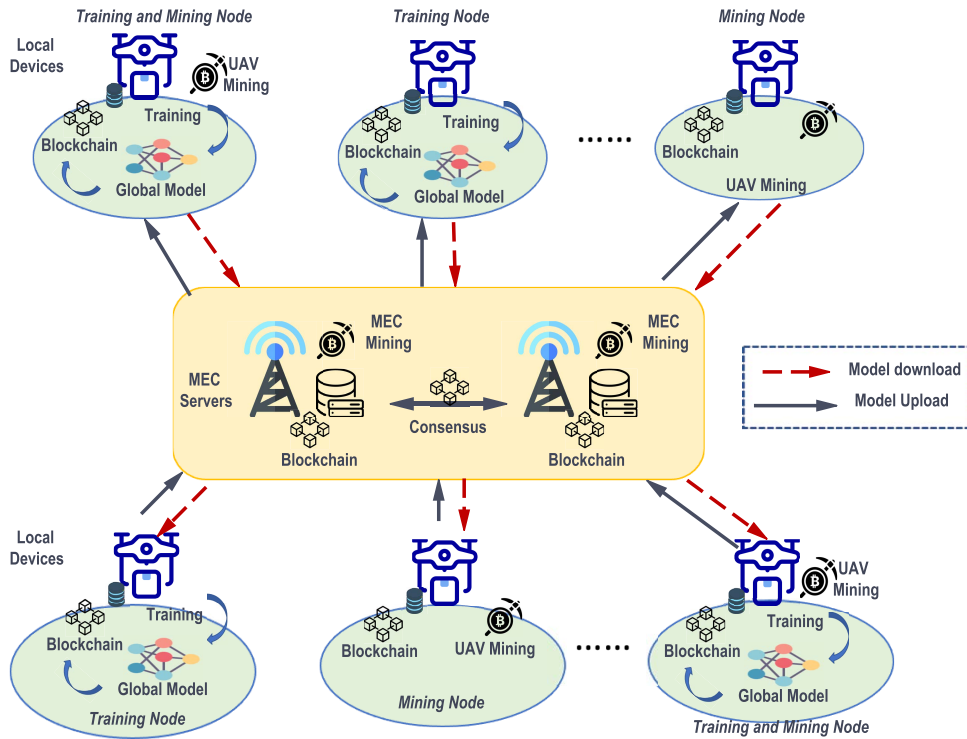 Training and Mining Node
Training Node
Mining Node
Local
Devices
UAV
Mining
Training
Blockchain
Global Model
Training
Blockchain
Global Model
......
Blockchain
UAV Mining
MEC
Mining
MEC
Mining
MEC
Servers
Consensus
Blockchain
Blockchain
Model download
Model Upload
Local
Devices
Training
Blockchain
Global Model
Training Node
Blockchain
UAV Mining
Mining Node
......
UAV
Mining
Training
Blockchain
Global Model
Training and Mining Node